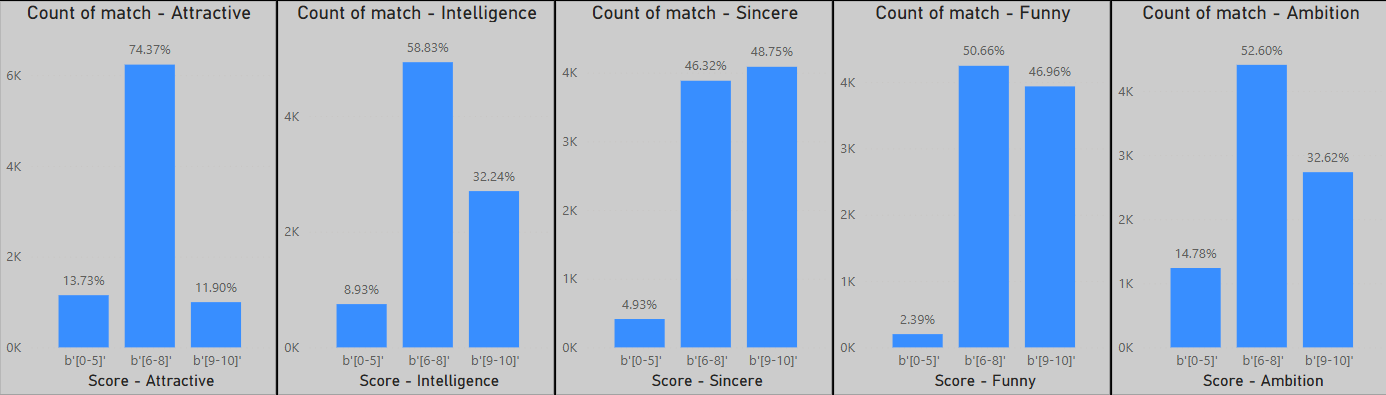 Count of match - Attractive
74.37%
6K
4K
2K
13.73%
11.90%
0K
b'[0-5]' b'[6-8]' b'[9-10]'
Score - Attractive
Count of match - Intelligence
58.83%
4K
32.24%
2K
8.93%
0K
b'[0-5]' b'[6-8]' b'[9-10]'
Score - Intelligence
Count of match - Sincere
48.75%
46.32%
4K
3K
2K
1K
4.93%
0K
b'[0-5]' b'[6-8]' b'[9-10]'
Score - Sincere
Count of match - Funny
50.66%
46.96%
4K
3K
2K
1K
2.39%
0K
b'[0-5]' b'[6-8]' b'[9-10]'
Score - Funny
Count of match - Ambition
52.60%
4K
32.62%
3K
2K
14.78%
1K
0K
b'[0-5]' b'[6-8]' b'[9-10]'
Score - Ambition